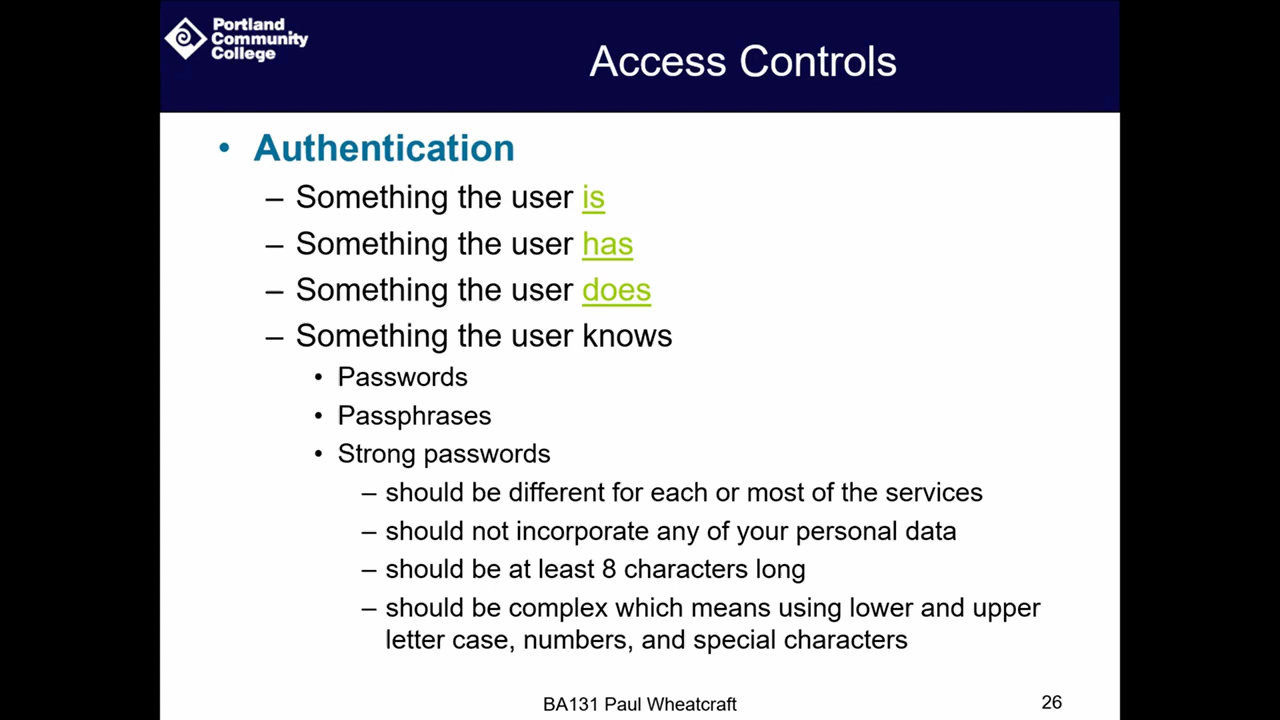 Portland
Community
College
Access Controls
• Authentication
– Something the user is
– Something the user has
– Something the user does
– Something the user knows
• Passwords
• Passphrases
• Strong passwords
– should be different for each or most of the services
– should not incorporate any of your personal data
– should be at least 8 characters long
– should be complex which means using lower and upper
letter case, numbers, and special characters
BA131 Paul Wheatcraft
26